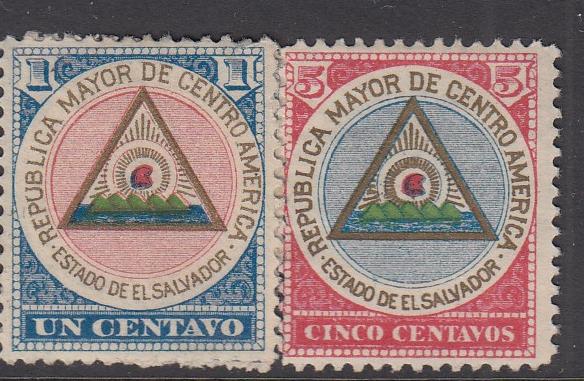 1 1
REPUBLICA MAYOR DE CENTRO AMERICA
· ESTADO DE EL SALVADOR ·
UN CENTAVO
5 5
REPUBLICA MAYOR DE CENTRO AMERICA
· ESTADO DE EL SALVADOR ·
CINCO CENTAVOS